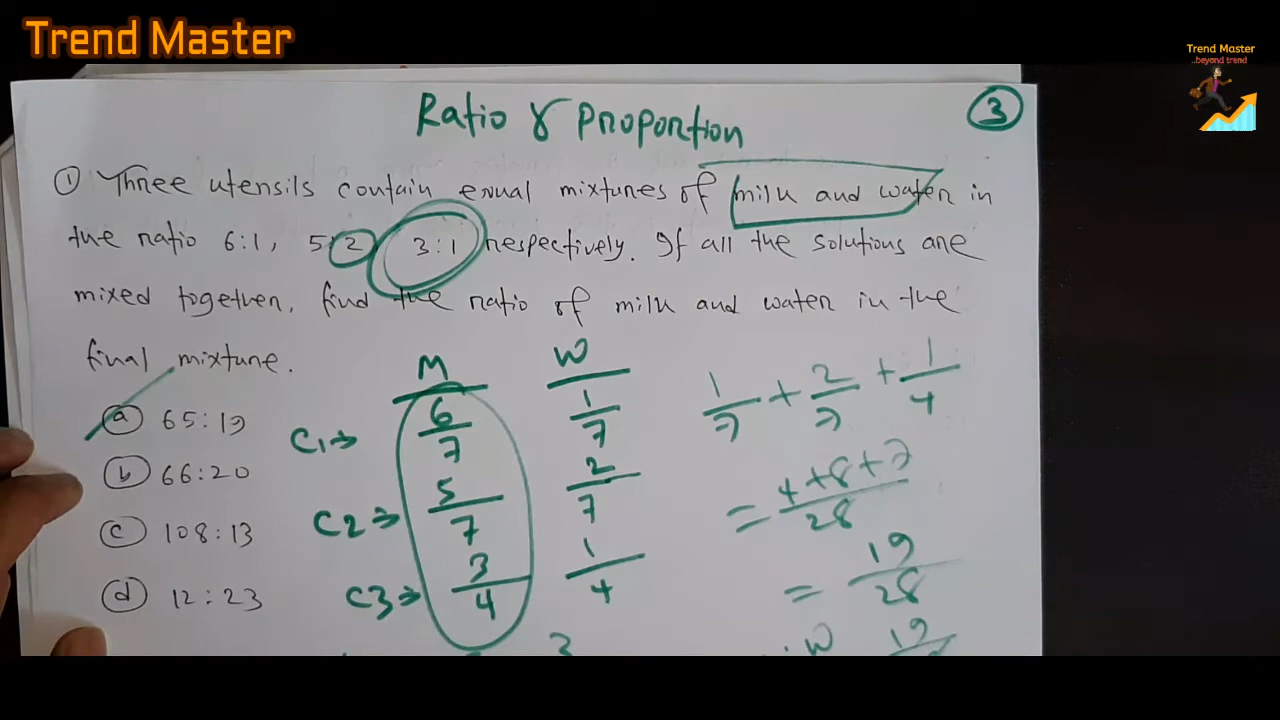 Trend Master
Trend Master
..beyond trend
Ratio & Proportion
3
① Three utensils contain equal mixtures of milk and water in
the ratio 6:1, 5:2 3:1 respectively. If all the solutions are
mixed together, find the ratio of milk and water in the
final mixture.
(a) 65:19
(b) 66:20
(c) 108:13
(d) 12:23
M W
C1⇒ 6/7 1/7
C2⇒ 5/7 2/7
C3⇒ 3/4 1/4
1/7 + 2/7 + 1/4
= 4+8+7/28
= 19/28
W 19
3